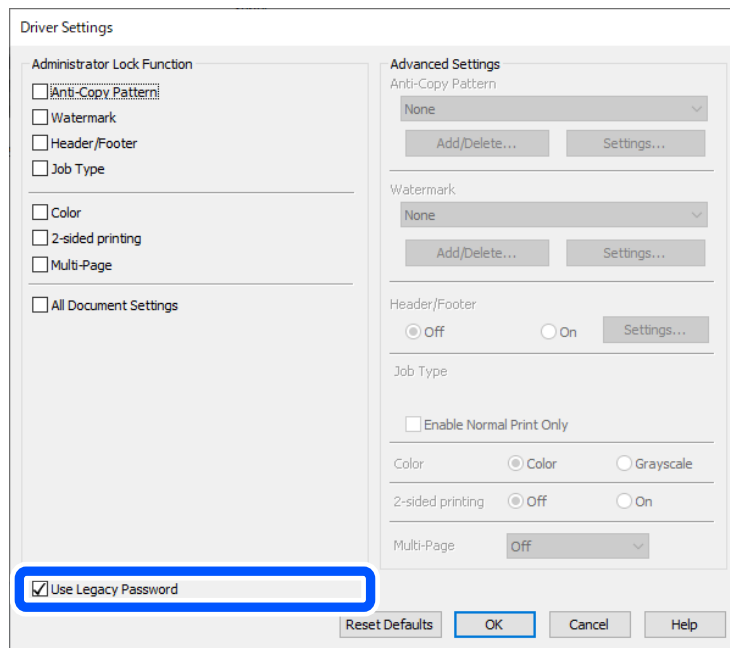 Driver Settings
Administrator Lock Function
Anti-Copy Pattern
Watermark
Header/Footer
Job Type
Color
2-sided printing
Multi-Page
All Document Settings
Use Legacy Password
Advanced Settings
Anti-Copy Pattern
None
Add/Delete... Settings...
Watermark
None
Add/Delete... Settings...
Header/Footer
Off On Settings...
Job Type
Enable Normal Print Only
Color Color Grayscale
2-sided printing Off On
Multi-Page Off
Reset Defaults OK Cancel Help